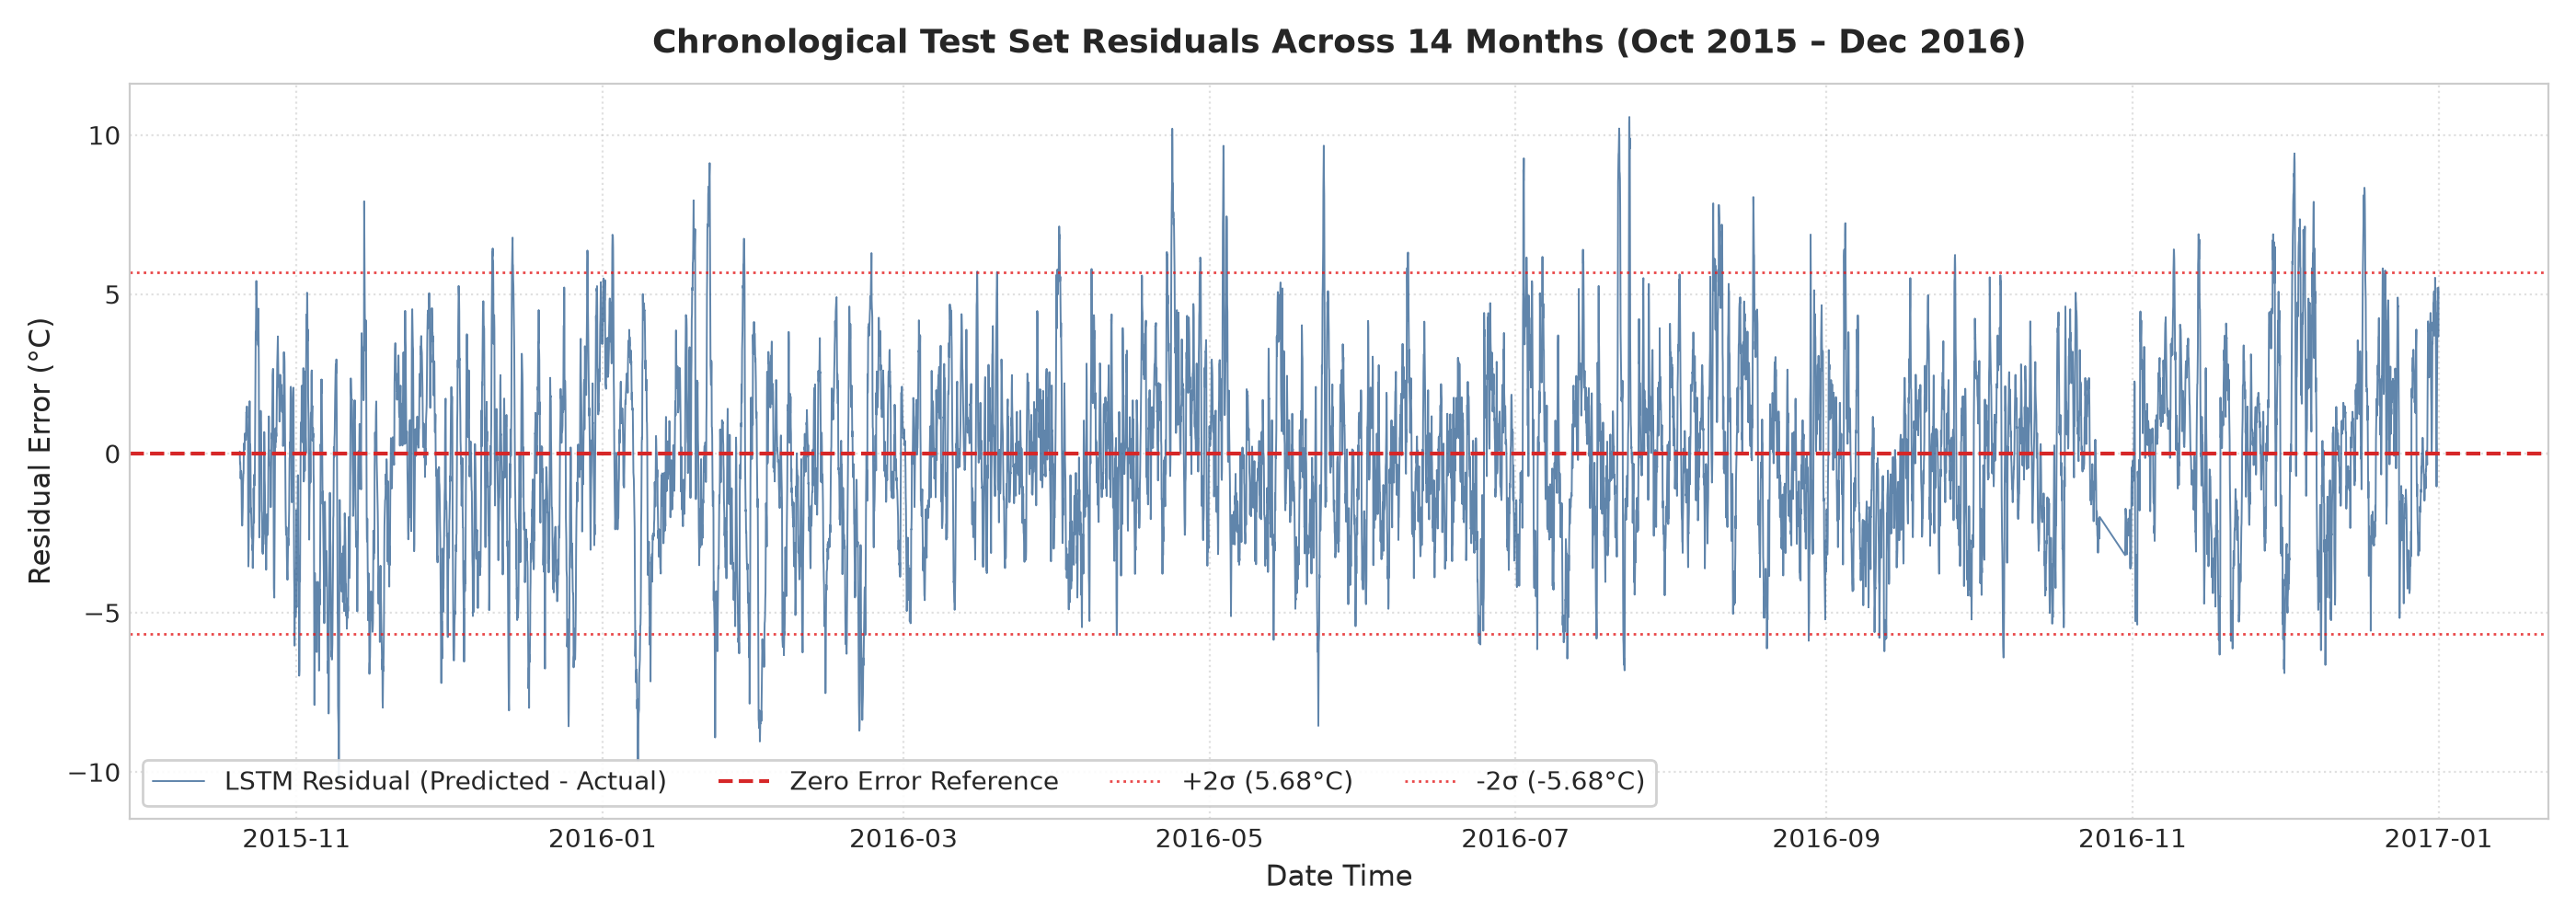 Chronological Test Set Residuals Across 14 Months (Oct 2015 – Dec 2016)
Residual Error (°C)
10
5
0
−5
−10
LSTM Residual (Predicted - Actual)
Zero Error Reference
+2σ (5.68°C)
-2σ (-5.68°C)
2015-11
2016-01
2016-03
2016-05
2016-07
2016-09
2016-11
2017-01
Date Time